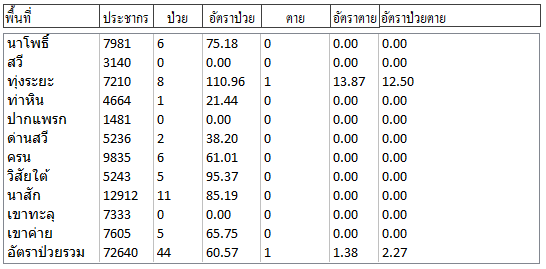 พื้นที่ ประชากร ป่วย อัตราป่วย ตาย อัตราตาย อัตราป่วยตาย
นาโพธิ์ 7981 6 75.18 0 0.00 0.00
สวี 3140 0 0.00 0 0.00 0.00
ทุ่งระยะ 7210 8 110.96 1 13.87 12.50
ท่าหิน 4664 1 21.44 0 0.00 0.00
ปากแพรก 1481 0 0.00 0 0.00 0.00
ด่านสวี 5236 2 38.20 0 0.00 0.00
ครน 9835 6 61.01 0 0.00 0.00
วิสัยใต้ 5243 5 95.37 0 0.00 0.00
นาสัก 12912 11 85.19 0 0.00 0.00
เขาทะลุ 7333 0 0.00 0 0.00 0.00
เขาค่าย 7605 5 65.75 0 0.00 0.00
อัตราป่วยรวม 72640 44 60.57 1 1.38 2.27